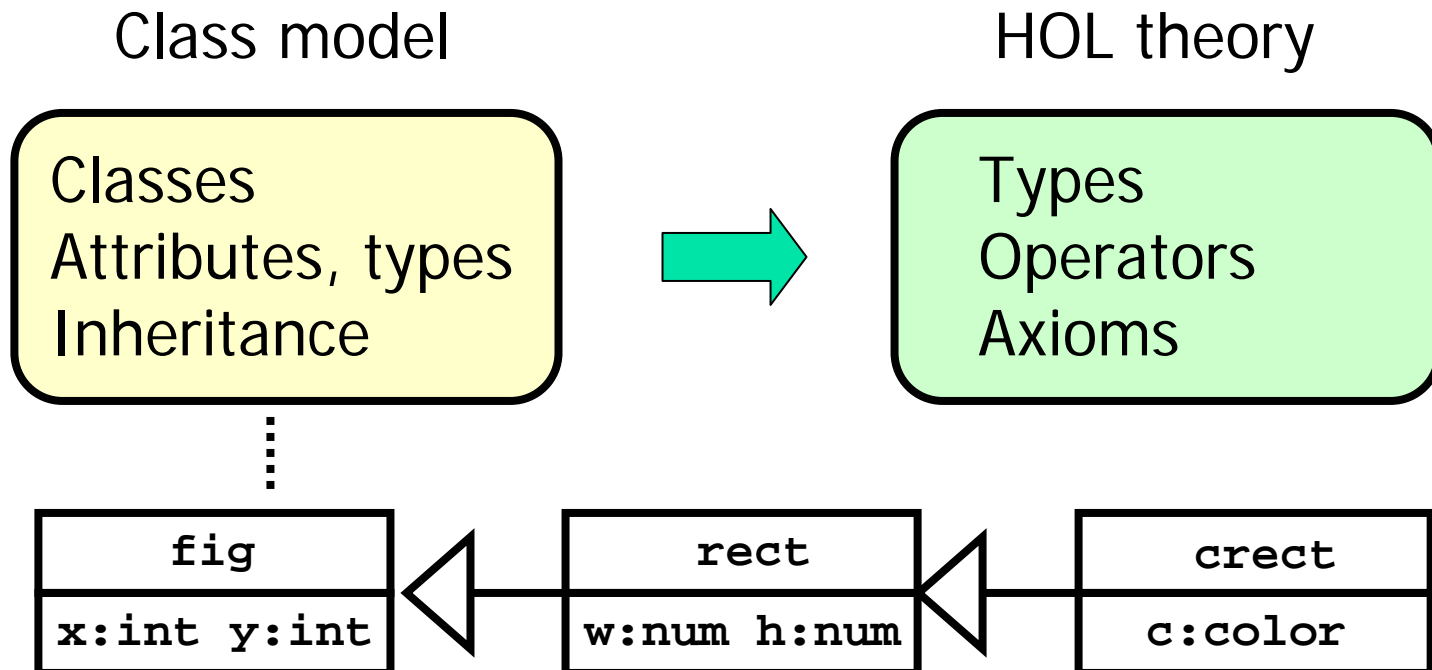 Class model
HOL theory
Classes
Attributes, types
Inheritance
Types
Operators
Axioms
fig
x:int y:int
rect
w:num h:num
crect
c:color